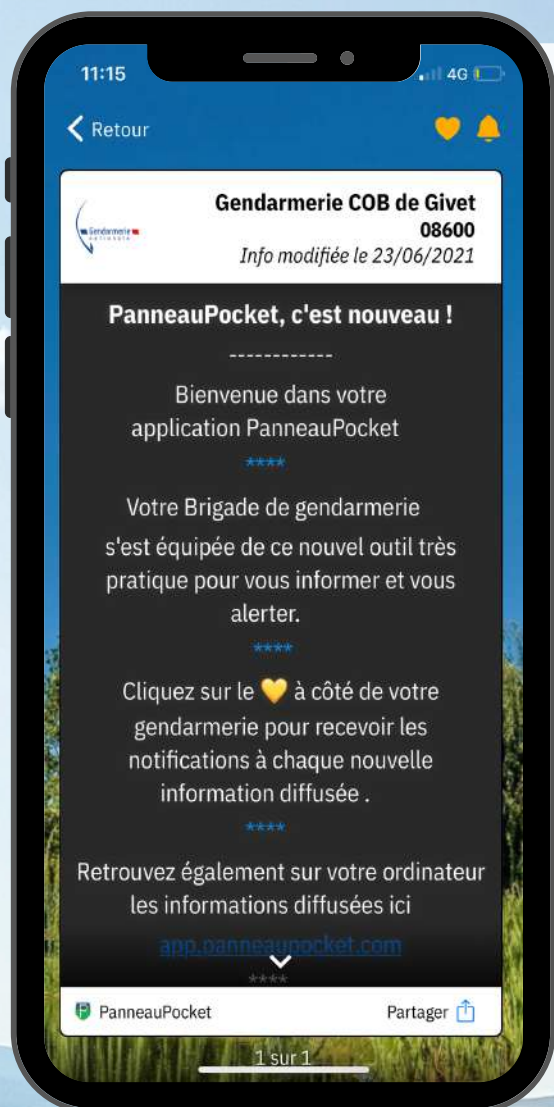 11:15
4G
Retour
Gendarmerie
nationale
Gendarmerie COB de Givet
08600
Info modifiée le 23/06/2021
PanneauPocket, c'est nouveau !
------------
Bienvenue dans votre
application PanneauPocket
****
Votre Brigade de gendarmerie
s'est équipée de ce nouvel outil très
pratique pour vous informer et vous
alerter.
****
Cliquez sur le 💛 à côté de votre
gendarmerie pour recevoir les
notifications à chaque nouvelle
information diffusée .
****
Retrouvez également sur votre ordinateur
les informations diffusées ici
app.panneaupocket.com
****
PanneauPocket
Partager
1 sur 1